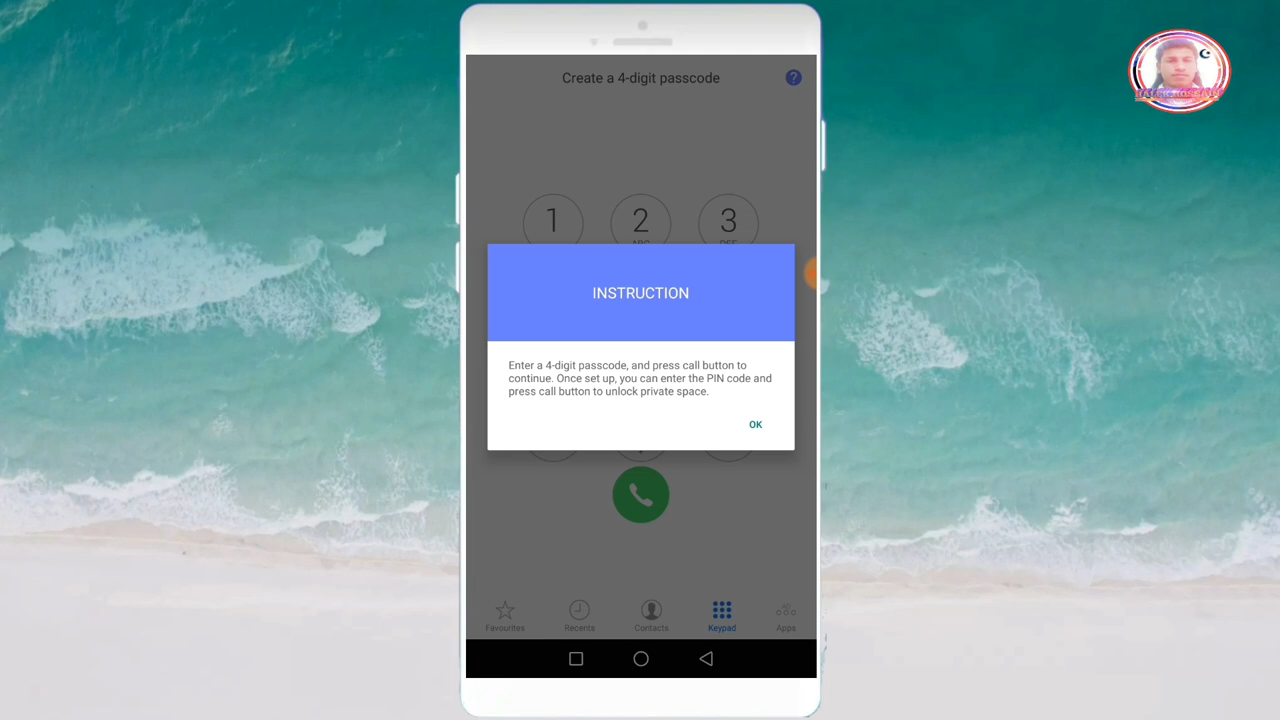 Create a 4-digit passcode
?
1
2
3
INSTRUCTION
Enter a 4-digit passcode, and press call button to
continue. Once set up, you can enter the PIN code and
press call button to unlock private space.
OK
Favourites
Recents
Contacts
Keypad
Apps